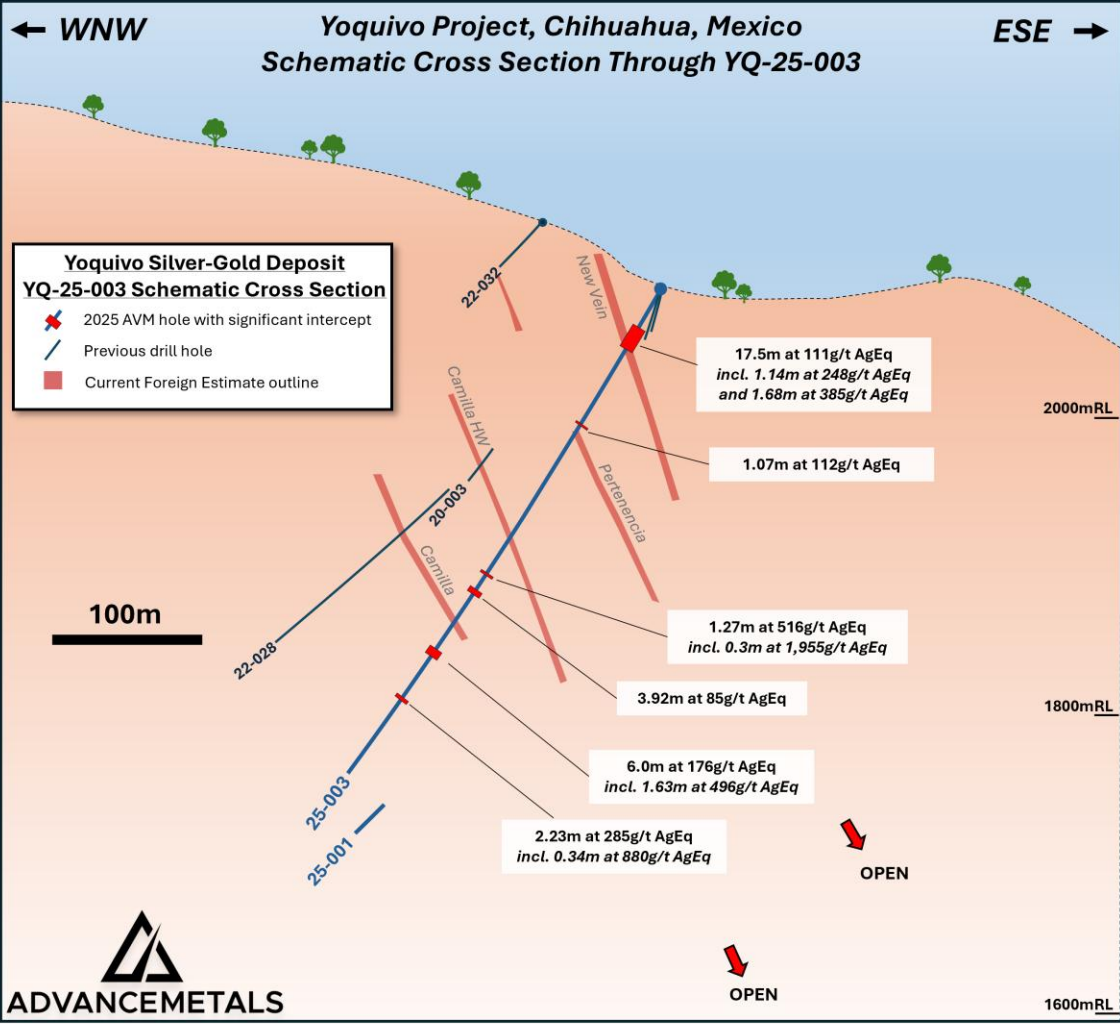 WNW
Yoquivo Project, Chihuahua, Mexico
Schematic Cross Section Through YQ-25-003
ESE
Yoquivo Silver-Gold Deposit
YQ-25-003 Schematic Cross Section
2025 AVM hole with significant intercept
Previous drill hole
Current Foreign Estimate outline
22-032
New Vein
17.5m at 111g/t AgEq
incl. 1.14m at 248g/t AgEq
and 1.68m at 385g/t AgEq
2000mRL
Camilla HW
1.07m at 112g/t AgEq
Pertenencia
20-003
Camilla
100m
22-028
1.27m at 516g/t AgEq
incl. 0.3m at 1,955g/t AgEq
3.92m at 85g/t AgEq
1800mRL
6.0m at 176g/t AgEq
incl. 1.63m at 496g/t AgEq
25-003
25-001
2.23m at 285g/t AgEq
incl. 0.34m at 880g/t AgEq
OPEN
OPEN
ADVANCEMETALS
1600mRL